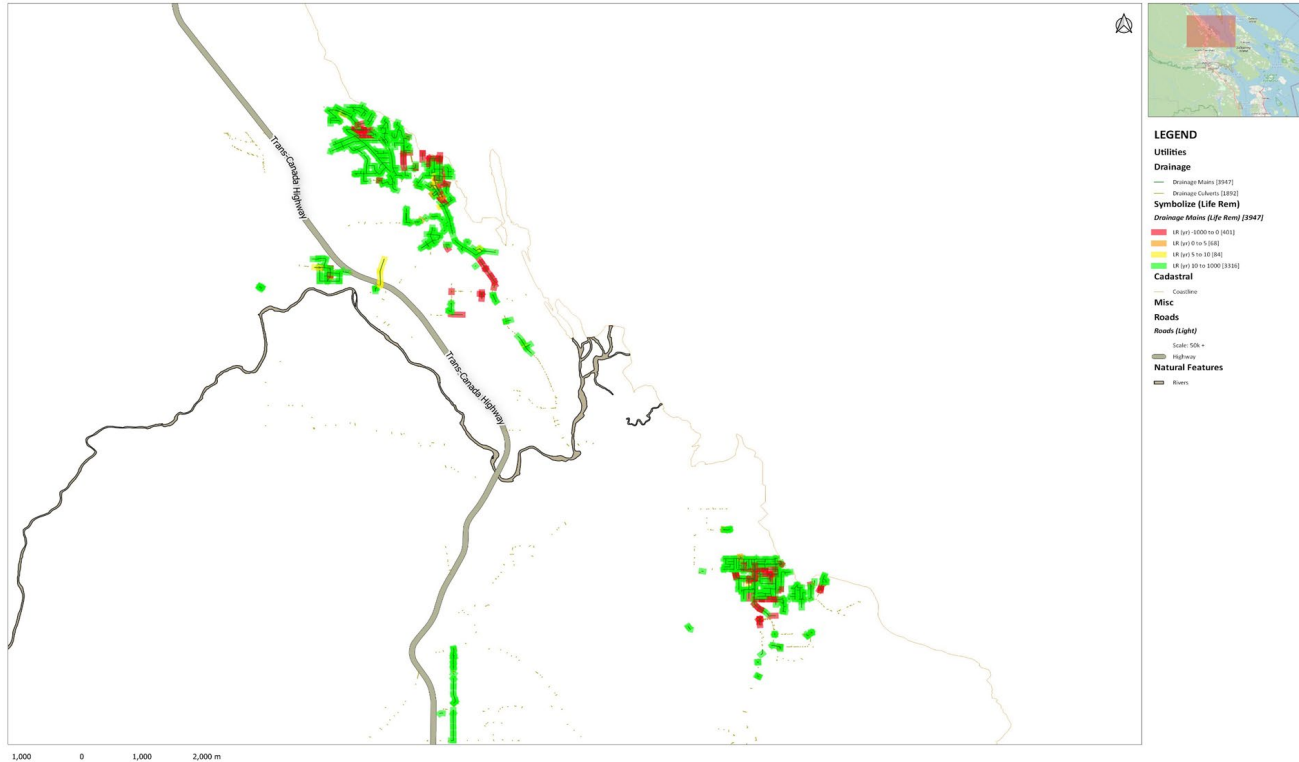 Trans-Canada Highway
Trans-Canada Highway
LEGEND
Utilities
Drainage
Drainage Mains [3947]
Drainage Culverts [1892]
Symbolize (Life Rem)
Drainage Mains (Life Rem) [3947]
LR (yr) -1000 to 0 [401]
LR (yr) 0 to 5 [68]
LR (yr) 5 to 10 [84]
LR (yr) 10 to 1000 [3316]
Cadastral
Coastline
Misc
Roads
Roads (Light)
Scale: 50k +
Highway
Natural Features
Rivers
1,000 0 1,000 2,000 m